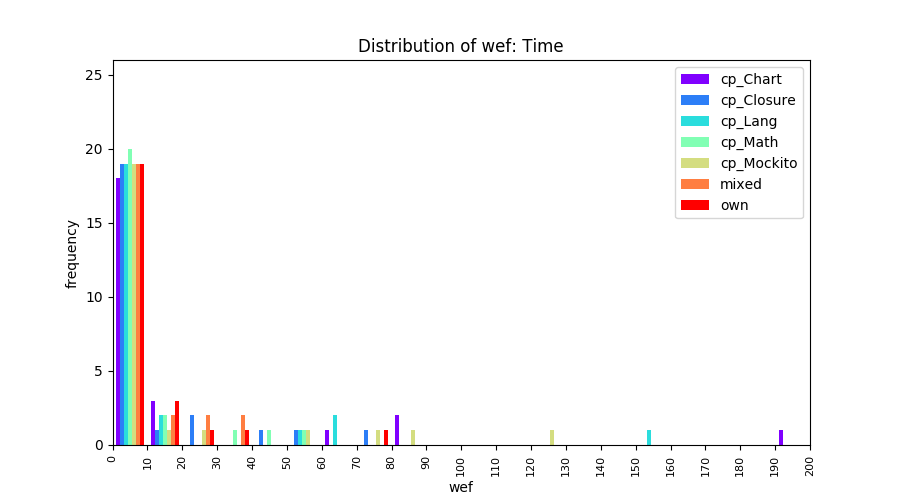 Distribution of wef: Time
25
20
15
10
5
0
frequency
cp_Chart
cp_Closure
cp_Lang
cp_Math
cp_Mockito
mixed
own
0 10 20 30 40 50 60 70 80 90 100 110 120 130 140 150 160 170 180 190 200
wef